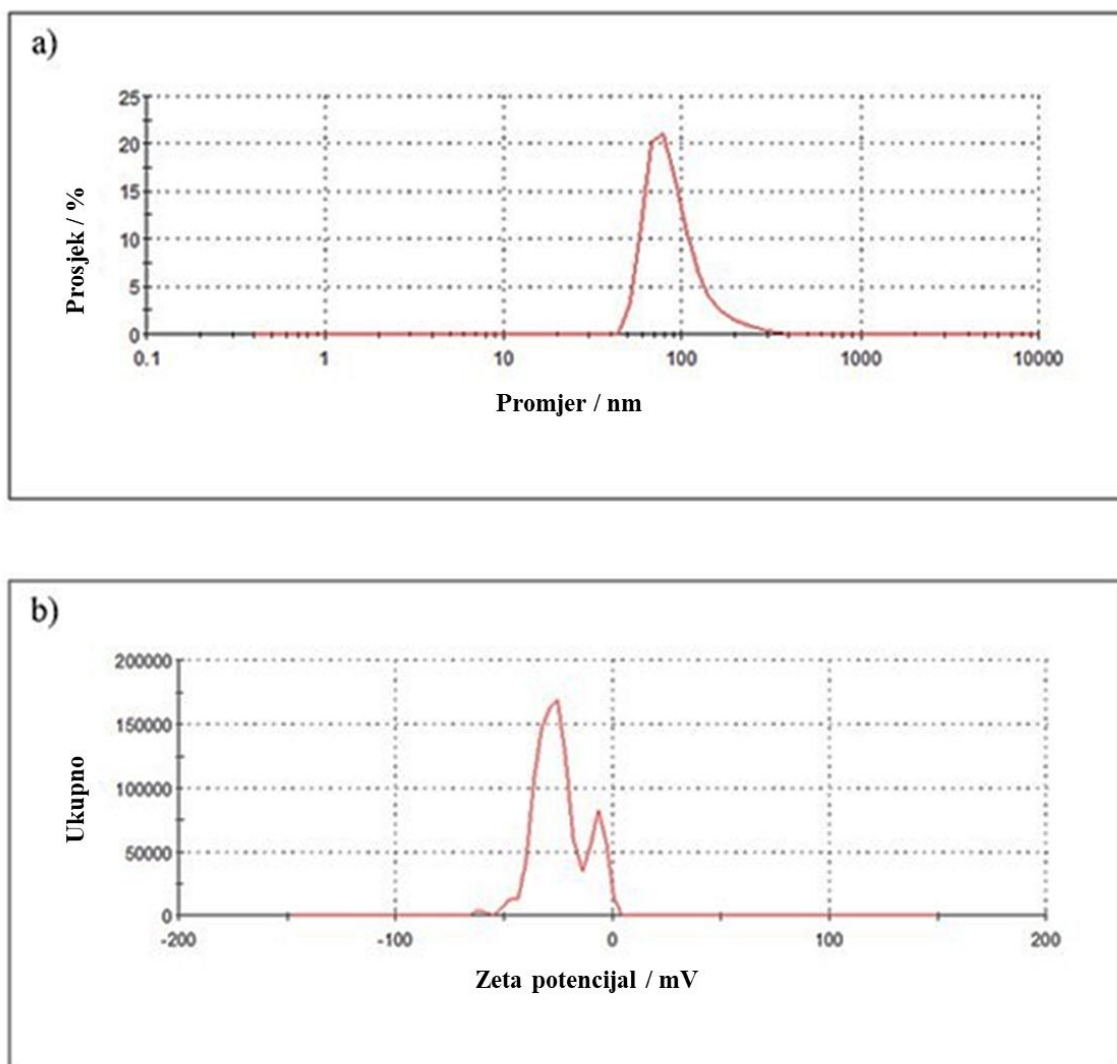 a)
25
20
15
10
5
0
Prosjek / %
0.1 1 10 100 1000 10000
Promjer / nm
b)
200000
150000
100000
50000
0
Ukupno
-200 -100 0 100 200
Zeta potencijal / mV